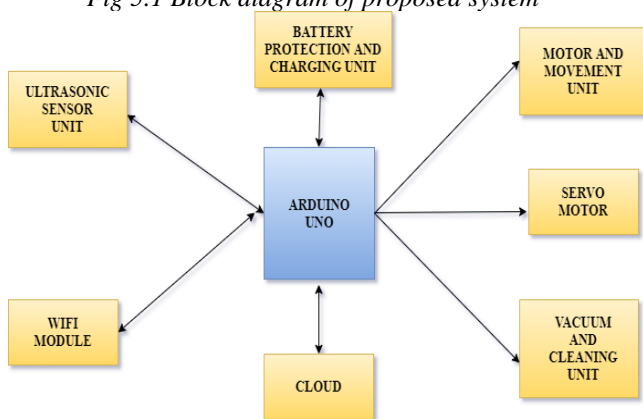 Fig 5.1 Block diagram of proposed system
BATTERY
PROTECTION AND
CHARGING UNIT
MOTOR AND
MOVEMENT
UNIT
ULTRASONIC
SENSOR
UNIT
ARDUINO
UNO
SERVO
MOTOR
WIFI
MODULE
CLOUD
VACUUM
AND
CLEANING
UNIT